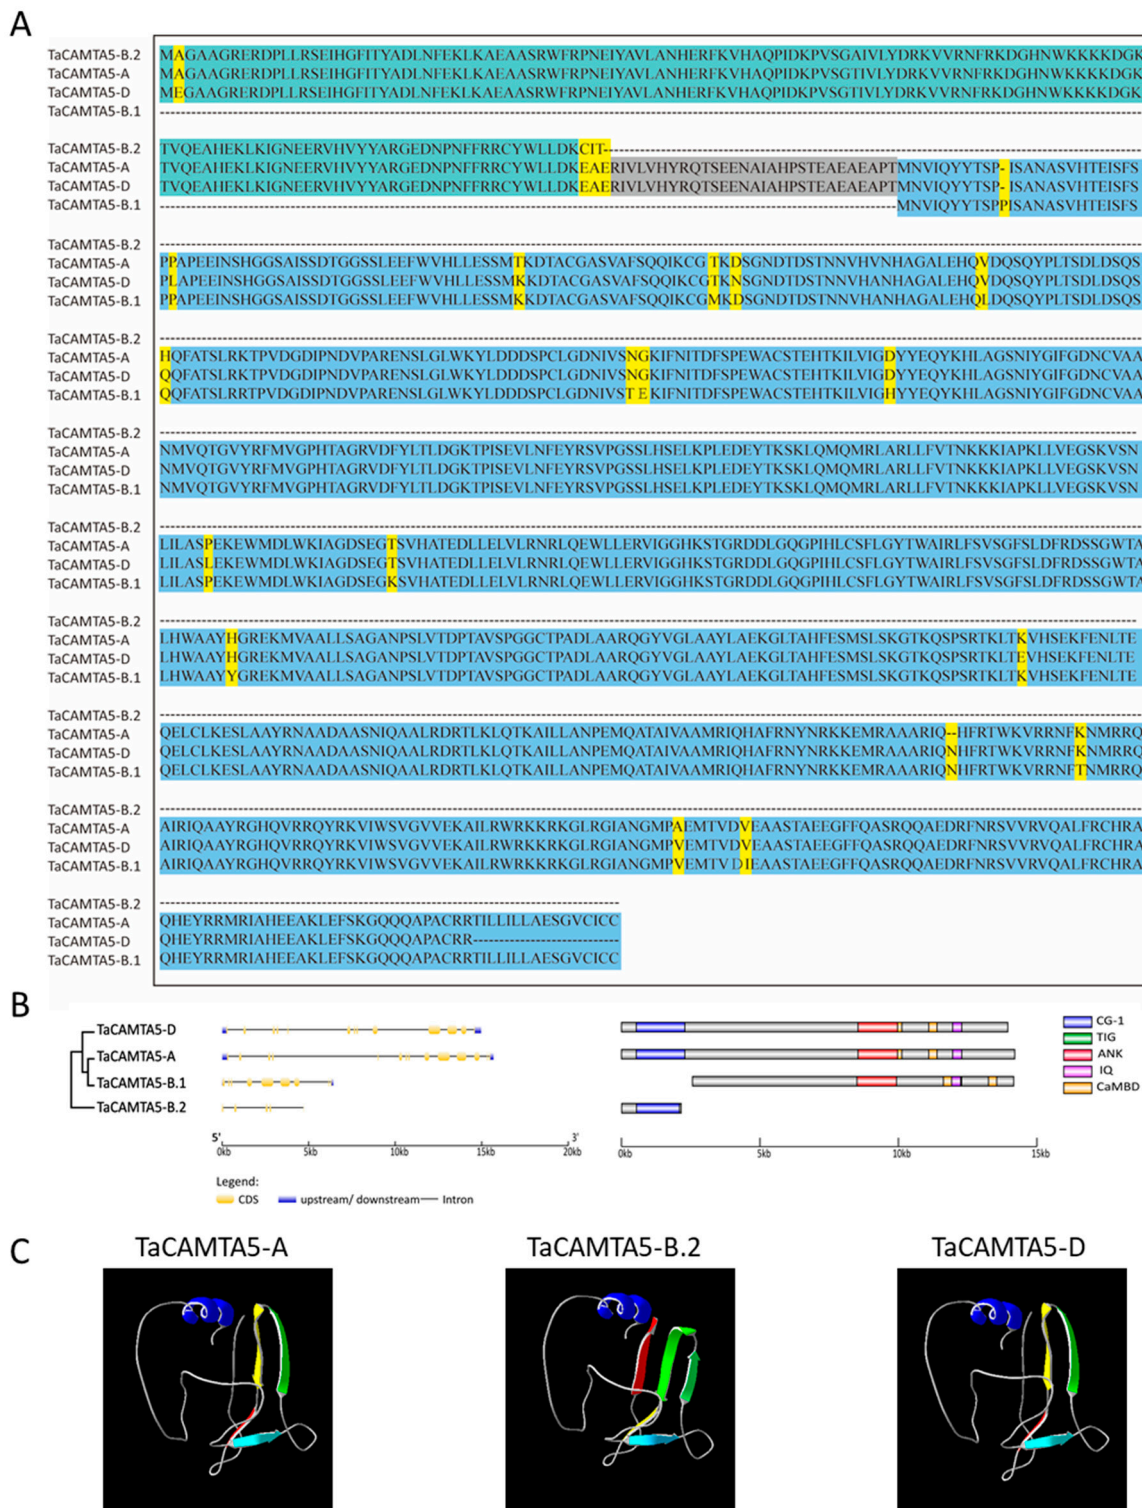 A
TaCAMTA5-B.2 MAGAAGRERDPLLRSEIHGFITYADLNFEKLKAEAASRWFRPNEIYAVLANHERFKVHAQPIDKPVSGAIVLYDRKVVRNFRKDGHNWKKKKDGK
TaCAMTA5-A MAGAAGRERDPLLRSEIHGFITYADLNFEKLKAEAASRWFRPNEIYAVLANHERFKVHAQPIDKPVSGTIVLYDRKVVRNFRKDGHNWKKKKDGK
TaCAMTA5-D MEGAAGRERDPLLRSEIHGFITYADLNFEKLKAEAASRWFRPNEIYAVLANHERFKVHAQPIDKPVSGTIVLYDRKVVRNFRKDGHNWKKKKDGK
TaCAMTA5-B.1
TaCAMTA5-B.2 TVQEAHEKLKIGNEERVHVYYARGEDNPNFFRRCYWLLDKCIT-
TaCAMTA5-A TVQEAHEKLKIGNEERVHVYYARGEDNPNFFRRCYWLLDKEAERIVLVHYRQTSEENAIAHPSTEAEAEAPTMNVIQYYTSP-ISANASVHTEISFS
TaCAMTA5-D TVQEAHEKLKIGNEERVHVYYARGEDNPNFFRRCYWLLDKEAERIVLVHYRQTSEENAIAHPSTEAEAEAPTMNVIQYYTSP-ISANASVHTEISFS
TaCAMTA5-B.1 MNVIQYYTSPPISANASVHTEISFS
TaCAMTA5-B.2
TaCAMTA5-A PPAPEEINSHGGSAISSDTGGSSLEEFWVHLLESSMTKDTACGASVAFSQQIKCGTKDSGNDTDSTNNVHVNHAGALEHQVDQSQYPLTSDLDSQS
TaCAMTA5-D PLAPEEINSHGGSAISSDTGGSSLEEFWVHLLESSMKKDTACGASVAFSQQIKCGTKNSGNDTDSTNNVHANHAGALEHQVDQSQYPLTSDLDSQS
TaCAMTA5-B.1 PPAPEEINSHGGSAISSDTGGSSLEEFWVHLLESSMKKDTACGASVAFSQQIKCGMKDSGNDTDSTNNVHANHAGALEHQLDQSQYPLTSDLDSQS
TaCAMTA5-B.2
TaCAMTA5-A HQFATSLRKTPVDGDIPNDVPARENSLGLWKYLDDDSPCLGDNIVSNGKIFNITDFSPEWACSTEHTKILVIGDYYEQYKHLAGSNIYGIFGDNCVAA
TaCAMTA5-D QQFATSLRKTPVDGDIPNDVPARENSLGLWKYLDDDSPCLGDNIVSNGKIFNITDFSPEWACSTEHTKILVIGDYYEQYKHLAGSNIYGIFGDNCVAA
TaCAMTA5-B.1 QQFATSLRRTPVDGDIPNDVPARENSLGLWKYLDDDSPCLGDNIVSTEKIFNITDFSPEWACSTEHTKILVIGHYYEQYKHLAGSNIYGIFGDNCVAA
TaCAMTA5-B.2
TaCAMTA5-A NMVQTGVYRFMVGPHTAGRVDFYLTLDGKTPISEVLNFEYRSVPGSSLHSELKPLEDEYTKSKLQMQMRLARLLFVTNKKKIAPKLLVEGSKVSN
TaCAMTA5-D NMVQTGVYRFMVGPHTAGRVDFYLTLDGKTPISEVLNFEYRSVPGSSLHSELKPLEDEYTKSKLQMQMRLARLLFVTNKKKIAPKLLVEGSKVSN
TaCAMTA5-B.1 NMVQTGVYRFMVGPHTAGRVDFYLTLDGKTPISEVLNFEYRSVPGSSLHSELKPLEDEYTKSKLQMQMRLARLLFVTNKKKIAPKLLVEGSKVSN
TaCAMTA5-B.2
TaCAMTA5-A LILASPEKEWMDLWKIAGDSEGTSVHATEDLLELVLRNRLQEWLLERVIGGHKSTGRDDLGQGPIHLCSFLGYTWAIRLFSVSGFSLDFRDSSGWTA
TaCAMTA5-D LILASLEKEWMDLWKIAGDSEGTSVHATEDLLELVLRNRLQEWLLERVIGGHKSTGRDDLGQGPIHLCSFLGYTWAIRLFSVSGFSLDFRDSSGWTA
TaCAMTA5-B.1 LILASPEKEWMDLWKIAGDSEGKSVHATEDLLELVLRNRLQEWLLERVIGGHKSTGRDDLGQGPIHLCSFLGYTWAIRLFSVSGFSLDFRDSSGWTA
TaCAMTA5-B.2
TaCAMTA5-A LHWAAYHGREKMVAALLSAGANPSLVTDPTAVSPGGCTPADLAARQGYVGLAAYLAEKGLTAHFESMSLSKGTKQSPSRTKLTKVHSEKFENLTE
TaCAMTA5-D LHWAAYHGREKMVAALLSAGANPSLVTDPTAVSPGGCTPADLAARQGYVGLAAYLAEKGLTAHFESMSLSKGTKQSPSRTKLTEVHSEKFENLTE
TaCAMTA5-B.1 LHWAAYYGREKMVAALLSAGANPSLVTDPTAVSPGGCTPADLAARQGYVGLAAYLAEKGLTAHFESMSLSKGTKQSPSRTKLTKVHSEKFENLTE
TaCAMTA5-B.2
TaCAMTA5-A QELCLKESLAAYRNAADAASNIQAALRDRTLKLQTKAILLANPEMQATAIVAAMRIQHAFRNYNRKKEMRAAARIQ--HFRTWKVRRNFKNMRRQ
TaCAMTA5-D QELCLKESLAAYRNAADAASNIQAALRDRTLKLQTKAILLANPEMQATAIVAAMRIQHAFRNYNRKKEMRAAARIQNHFRTWKVRRNFKNMRRQ
TaCAMTA5-B.1 QELCLKESLAAYRNAADAASNIQAALRDRTLKLQTKAILLANPEMQATAIVAAMRIQHAFRNYNRKKEMRAAARIQNHFRTWKVRRNFTNMRRQ
TaCAMTA5-B.2
TaCAMTA5-A AIRIQAAYRGHQVRRQYRKVIWSVGVVEKAILRWRKKRKGLRGIANGMPAEMTVDVEAASTAEEGFFQASRQQAEDRFNRSVVRVQALFRCHRA
TaCAMTA5-D AIRIQAAYRGHQVRRQYRKVIWSVGVVEKAILRWRKKRKGLRGIANGMPVEMTVDVEAASTAEEGFFQASRQQAEDRFNRSVVRVQALFRCHRA
TaCAMTA5-B.1 AIRIQAAYRGHQVRRQYRKVIWSVGVVEKAILRWRKKRKGLRGIANGMPVEMTVDIEAASTAEEGFFQASRQQAEDRFNRSVVRVQALFRCHRA
TaCAMTA5-B.2
TaCAMTA5-A QHEYRRMRIAHEEAKLEFSKGQQQAPACRRTILLILLAESGVCICC
TaCAMTA5-D QHEYRRMRIAHEEAKLEFSKGQQQAPACRR
TaCAMTA5-B.1 QHEYRRMRIAHEEAKLEFSKGQQQAPACRRTILLILLAESGVCICC
B
TaCAMTA5-D
TaCAMTA5-A
TaCAMTA5-B.1
TaCAMTA5-B.2
CG-1
TIG
ANK
IQ
CaMBD
5' 3'
0kb 5kb 10kb 15kb 20kb
0kb 5kb 10kb 15kb
Legend:
CDS upstream/ downstream Intron
C
TaCAMTA5-A TaCAMTA5-B.2 TaCAMTA5-D